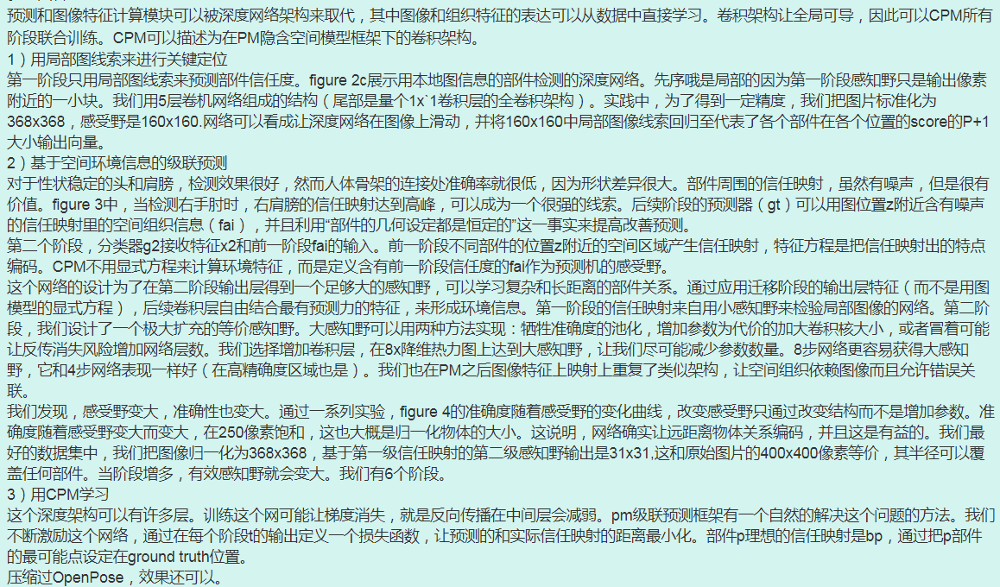 预测和图像特征计算模块可以被深度网络架构来取代，其中图像和组织特征的表达可以从数据中直接学习。卷积架构让全局可导，因此可以CPM所有
阶段联合训练。CPM可以描述为在PM隐含空间模型框架下的卷积架构。
1）用局部图线索来进行关键定位
第一阶段只用局部图线索来预测部件信任度。figure 2c展示用本地图信息的部件检测的深度网络。先序哦是局部的因为第一阶段感知野只是输出像素
附近的一小块。我们用5层卷机网络组成的结构（尾部是量个1x`1卷积层的全卷积架构）。实践中，为了得到一定精度，我们把图片标准化为
368x368，感受野是160x160.网络可以看成让深度网络在图像上滑动，并将160x160中局部图像线索回归至代表了各个部件在各个位置的score的P+1
大小输出向量。
2）基于空间环境信息的级联预测
对于性状稳定的头和肩膀，检测效果很好，然而人体骨架的连接处准确率就很低，因为形状差异很大。部件周围的信任映射，虽然有噪声，但是很有
价值。figure 3中，当检测右手肘时，右肩膀的信任映射达到高峰，可以成为一个很强的线索。后续阶段的预测器（gt）可以用图位置z附近含有噪声
的信任映射里的空间组织信息（fai），并且利用“部件的几何设定都是恒定的”这一事实来提高改善预测。
第二个阶段，分类器g2接收特征x2和前一阶段fai的输入。前一阶段不同部件的位置z附近的空间区域产生信任映射，特征方程是把信任映射出的特点
编码。CPM不用显式方程来计算环境特征，而是定义含有前一阶段信任度的fai作为预测机的感受野。
这个网络的设计为了在第二阶段输出层得到一个足够大的感知野，可以学习复杂和长距离的部件关系。通过应用迁移阶段的输出层特征（而不是用图
模型的显式方程），后续卷积层自由结合最有预测力的特征，来形成环境信息。第一阶段的信任映射来自用小感知野来检验局部图像的网络。第二阶
段，我们设计了一个极大扩充的等价感知野。大感知野可以用两种方法实现：牺牲准确度的池化，增加参数为代价的加大卷积核大小，或者冒着可能
让反传消失风险增加网络层数。我们选择增加卷积层，在8x降维热力图上达到大感知野，让我们尽可能减少参数数量。8步网络更容易获得大感知
野，它和4步网络表现一样好（在高精确度区域也是）。我们也在PM之后图像特征上映射上重复了类似架构，让空间组织依赖图像而且允许错误关
联。
我们发现，感受野变大，准确性也变大。通过一系列实验，figure 4的准确度随着感受野的变化曲线，改变感受野只通过改变结构而不是增加参数。准
确度随着感受野变大而变大，在250像素饱和，这也大概是归一化物体的大小。这说明，网络确实让远距离物体关系编码，并且这是有益的。我们最
好的数据集中，我们把图像归一化为368x368，基于第一级信任映射的第二级感知野输出是31x31,这和原始图片的400x400像素等价，其半径可以覆
盖任何部件。当阶段增多，有效感知野就会变大。我们有6个阶段。
3）用CPM学习
这个深度架构可以有许多层。训练这个网可能让梯度消失，就是反向传播在中间层会减弱。pm级联预测框架有一个自然的解决这个问题的方法。我们
不断激励这个网络，通过在每个阶段t的输出定义一个损失函数，让预测的和实际信任映射的距离最小化。部件p理想的信任映射是bp，通过把p部件
的最可能点设定在ground truth位置。
压缩过OpenPose，效果还可以。